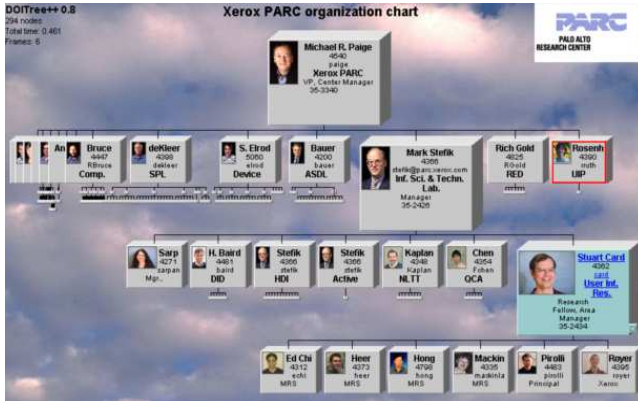 DOITree++ 0.8
294 nodes
Total time: 0.461
Frames: 6
Xerox PARC organization chart
PARC
PALO ALTO
RESEARCH CENTER
Michael R. Paige
4640
paige
Xerox PARC
VP, Center Manager
35-3340
An
Bruce
4447
RBruce
Comp.
deKleer
4398
dekleer
SPL
S. Elrod
5060
elrod
Device
Bauer
4200
bauer
ASDL
Mark Stefik
4366
stefik@parc.xerox.com
Inf. Sci. & Techn.
Lab.
Manager
35-2426
Rich Gold
4825
RGold
RED
Rosenh
4390
rruth
UIP
Sarp
4271
zarpan
Mgr.,
H. Baird
4461
baird
DID
Stefik
4366
stefik
HDI
Stefik
4366
stefik
Active
Kaplan
4348
Kaplan
NLTT
Chen
4354
Fchen
QCA
Stuart Card
4362
card
User Int.
Res.
Research
Fellow, Area
Manager
35-2434
Ed Chi
4312
echi
MRS
Heer
4373
heer
MRS
Hong
4798
hong
MRS
Mackin
4335
mackinla
MRS
Pirolli
4483
pirolli
Principal
Royer
4395
royer
Xerox